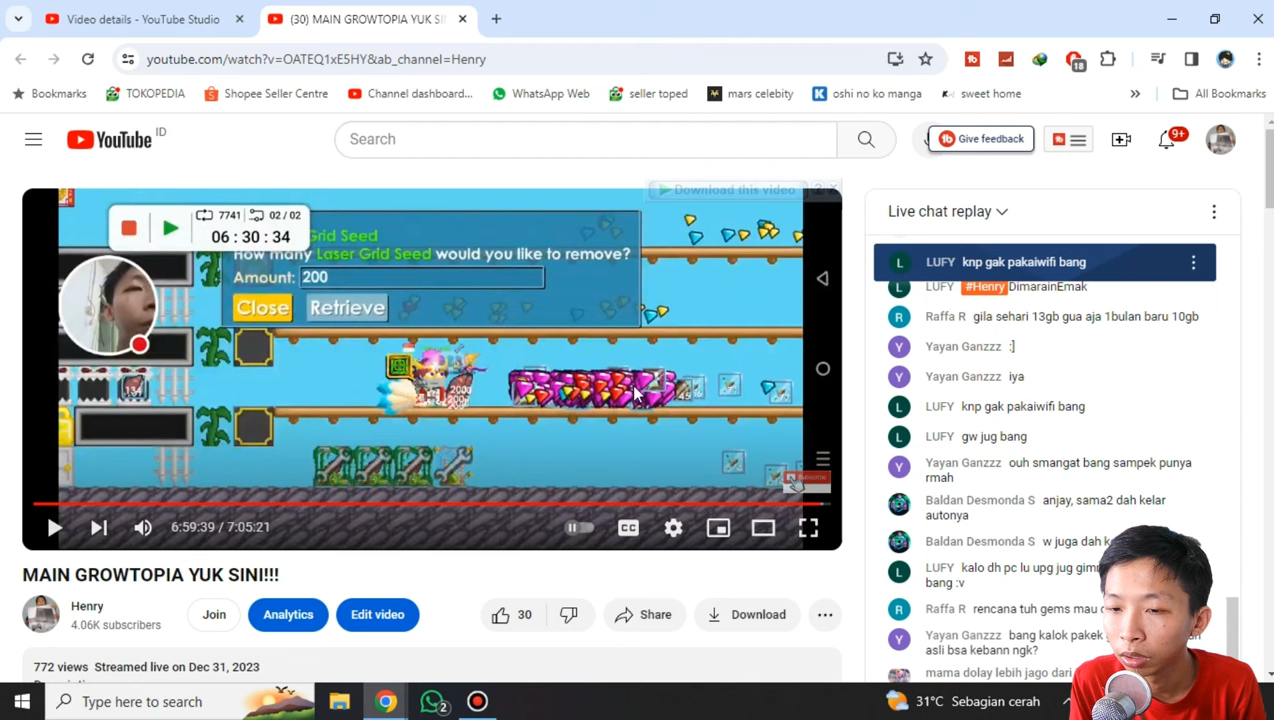 Video details - YouTube Studio
(30) MAIN GROWTOPIA YUK SI
youtube.com/watch?v=OATEQ1xE5HY&ab_channel=Henry
18
Bookmarks
TOKOPEDIA
Shopee Seller Centre
Channel dashboard...
WhatsApp Web
seller toped
mars celebity
oshi no ko manga
sweet home
All Bookmarks
YouTube ID
Search
Give feedback
9+
Download this video
7741 02 / 02
06 : 30 : 34
Grid Seed
How many Laser Grid Seed would you like to remove?
Amount: 200
Close
Retrieve
134
6:59:39 / 7:05:21
CC
MAIN GROWTOPIA YUK SINI!!!
Henry
4.06K subscribers
Join
Analytics
Edit video
30
Share
Download
772 views Streamed live on Dec 31, 2023
Live chat replay
L LUFY knp gak pakaiwifi bang
L LUFY #Henry DimarainEmak
R Raffa R gila sehari 13gb gua aja 1bulan baru 10gb
Y Yayan Ganzzz :]
Y Yayan Ganzzz iya
L LUFY knp gak pakaiwifi bang
L LUFY gw jug bang
Y Yayan Ganzzz ouh smangat bang sampek punya
rmah
Baldan Desmonda S anjay, sama2 dah kelar
autonya
Baldan Desmonda S w juga dah k
L LUFY kalo dh pc lu upg jug gimu
bang :v
R Raffa R rencana tuh gems mau
Y Yayan Ganzzz bang kalok pakek
asli bsa kebann ngk?
mama dolay lebih jago dari
Type here to search
2
31°C Sebagian cerah